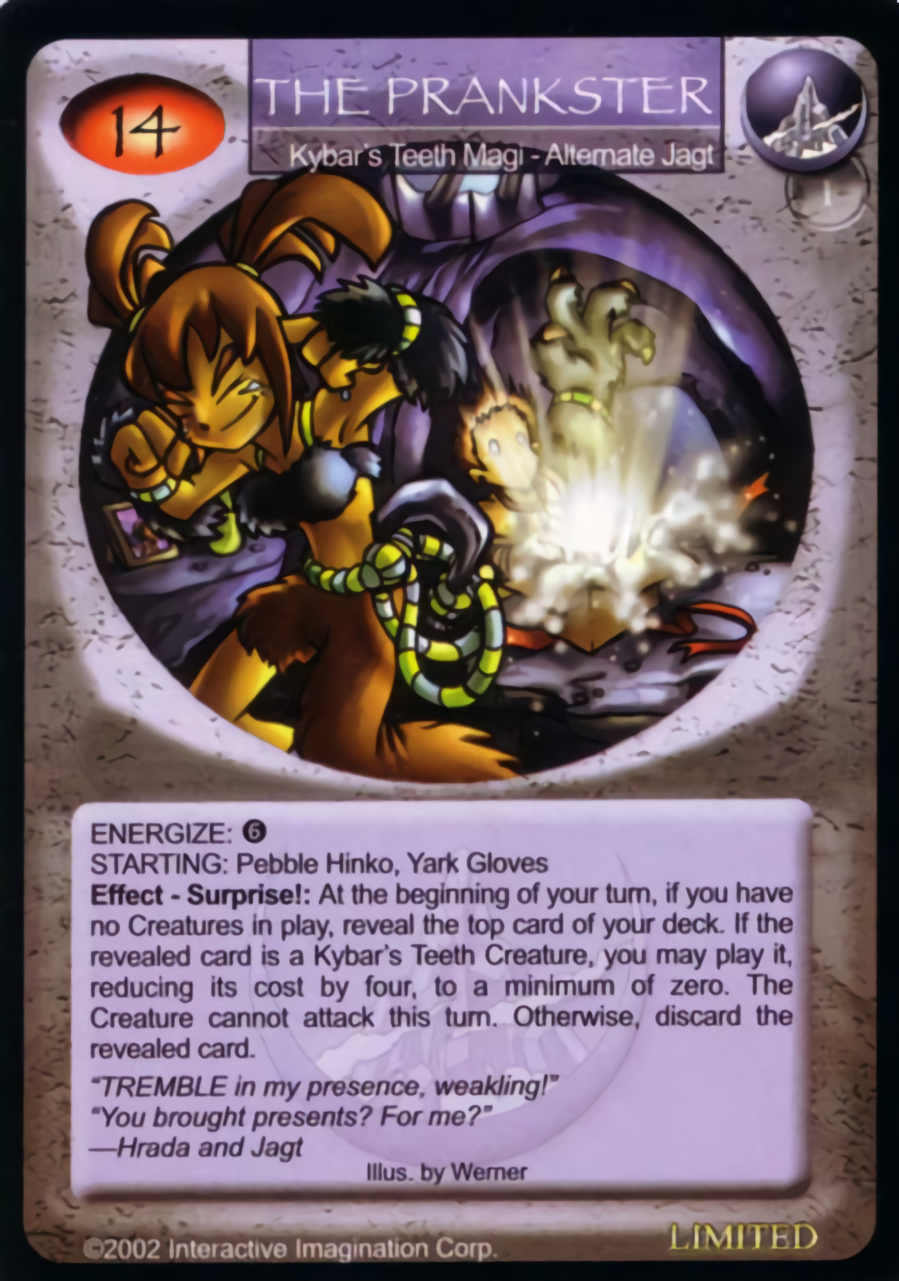 THE PRANKSTER
14
Kybar's Teeth Magi - Alternate Jagt
1
ENERGIZE: 6
STARTING: Pebble Hinko, Yark Gloves
Effect - Surprise!: At the beginning of your turn, if you have
no Creatures in play, reveal the top card of your deck. If the
revealed card is a Kybar's Teeth Creature, you may play it,
reducing its cost by four, to a minimum of zero. The
Creature cannot attack this turn. Otherwise, discard the
revealed card.
"TREMBLE in my presence, weakling!"
"You brought presents? For me?"
—Hrada and Jagt
Illus. by Werner
©2002 Interactive Imagination Corp.
LIMITED